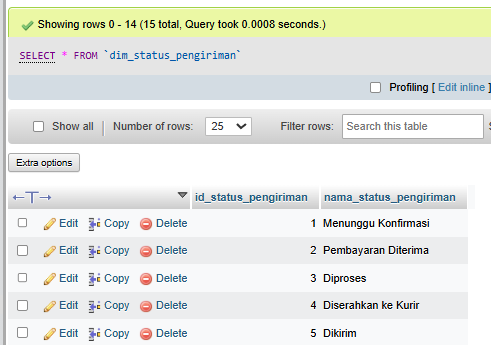 Showing rows 0 - 14 (15 total, Query took 0.0008 seconds.)
SELECT * FROM `dim_status_pengiriman`
Profiling [ Edit inline ]
Show all | Number of rows: 25 Filter rows: Search this table
Extra options
←T→ id_status_pengiriman nama_status_pengiriman
Edit Copy Delete 1 Menunggu Konfirmasi
Edit Copy Delete 2 Pembayaran Diterima
Edit Copy Delete 3 Diproses
Edit Copy Delete 4 Diserahkan ke Kurir
Edit Copy Delete 5 Dikirim